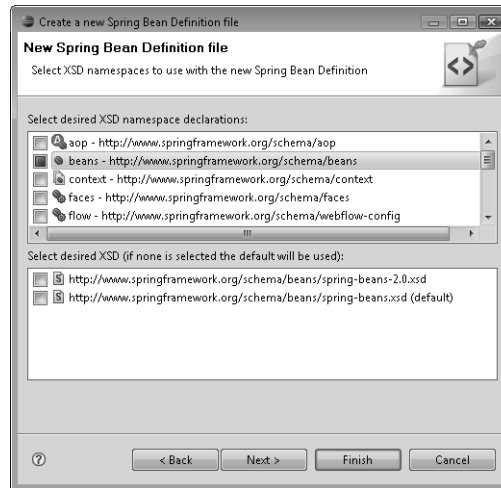 Create a new Spring Bean Definition file
New Spring Bean Definition file
Select XSD namespaces to use with the new Spring Bean Definition
Select desired XSD namespace declarations:
aop - http://www.springframework.org/schema/aop
beans - http://www.springframework.org/schema/beans
context - http://www.springframework.org/schema/context
faces - http://www.springframework.org/schema/faces
flow - http://www.springframework.org/schema/webflow-config
Select desired XSD (if none is selected the default will be used):
http://www.springframework.org/schema/beans/spring-beans-2.0.xsd
http://www.springframework.org/schema/beans/spring-beans.xsd (default)
< Back Next > Finish Cancel